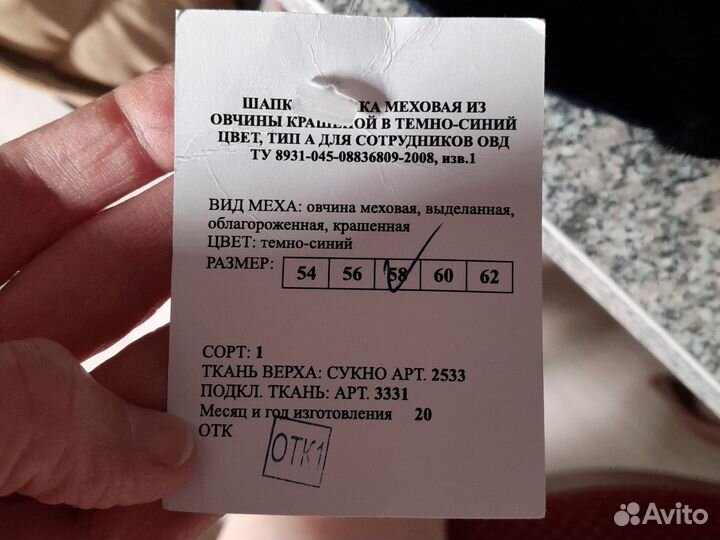 ШАПК КА МЕХОВАЯ ИЗ
ОВЧИНЫ КРАШЕНОЙ В ТЕМНО-СИНИЙ
ЦВЕТ, ТИП А ДЛЯ СОТРУДНИКОВ ОВД
ТУ 8931-045-08836809-2008, изв.1
ВИД МЕХА: овчина меховая, выделанная,
облагороженная, крашенная
ЦВЕТ: темно-синий
РАЗМЕР: 54 56 58 60 62
СОРТ: 1
ТКАНЬ ВЕРХА: СУКНО АРТ. 2533
ПОДКЛ. ТКАНЬ: АРТ. 3331
Месяц и год изготовления 20
ОТК
ОТК1
Avito